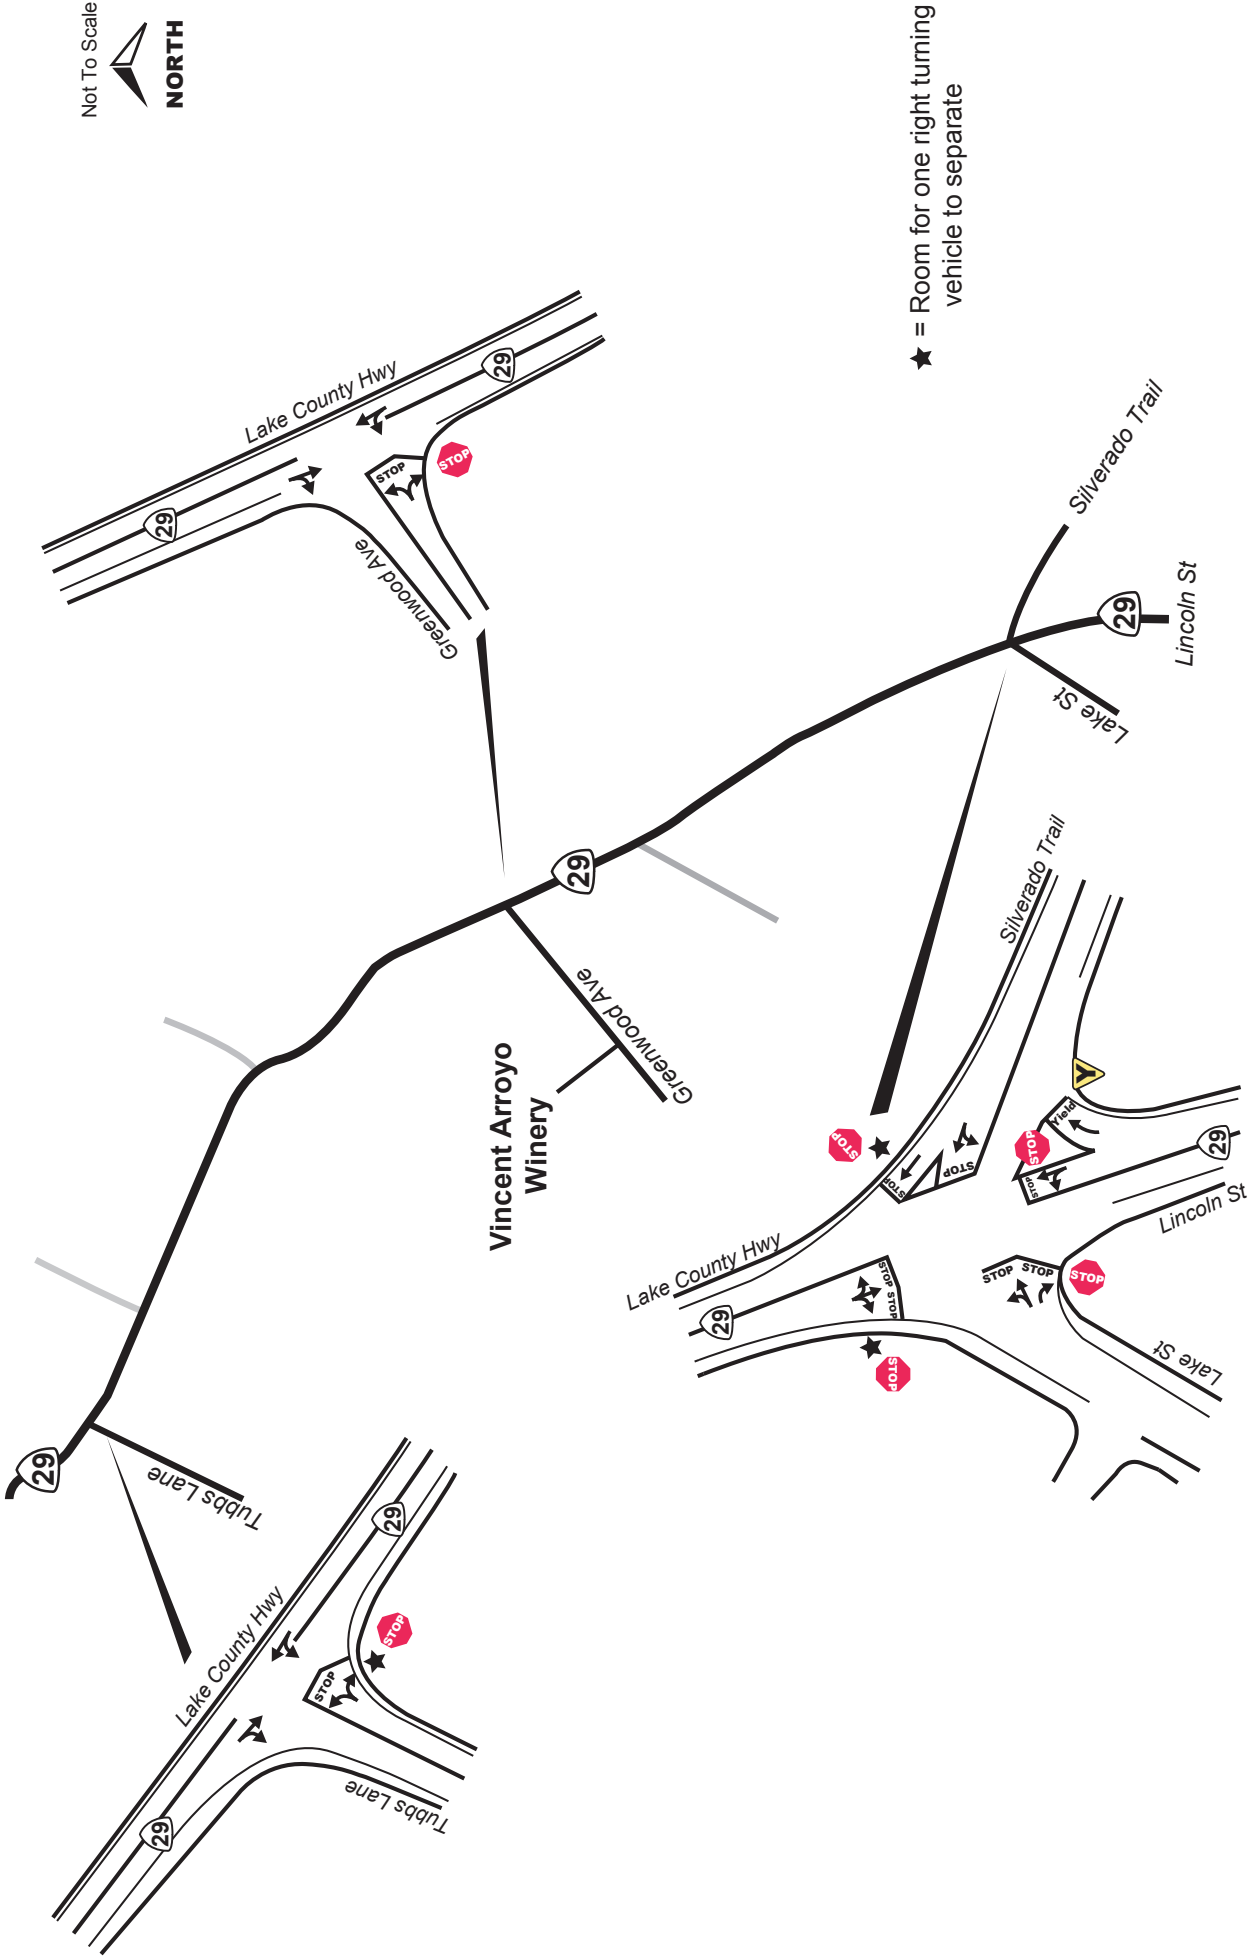 Not To Scale
NORTH
★ = Room for one right turning
vehicle to separate
Lake County Hwy
29
29
STOP
STOP
Greenwood Ave
Silverado Trail
29
Lincoln St
Lake St
29
Greenwood Ave
Vincent Arroyo
Winery
29
Tubbs Lane
Lake County Hwy
29
29
STOP
STOP
Tubbs Lane
Silverado Trail
Lake County Hwy
29
STOP
STOP
STOP
STOP
STOP
STOP
STOP
STOP
Yield
Y
29
Lincoln St
STOP
STOP
STOP
Lake St